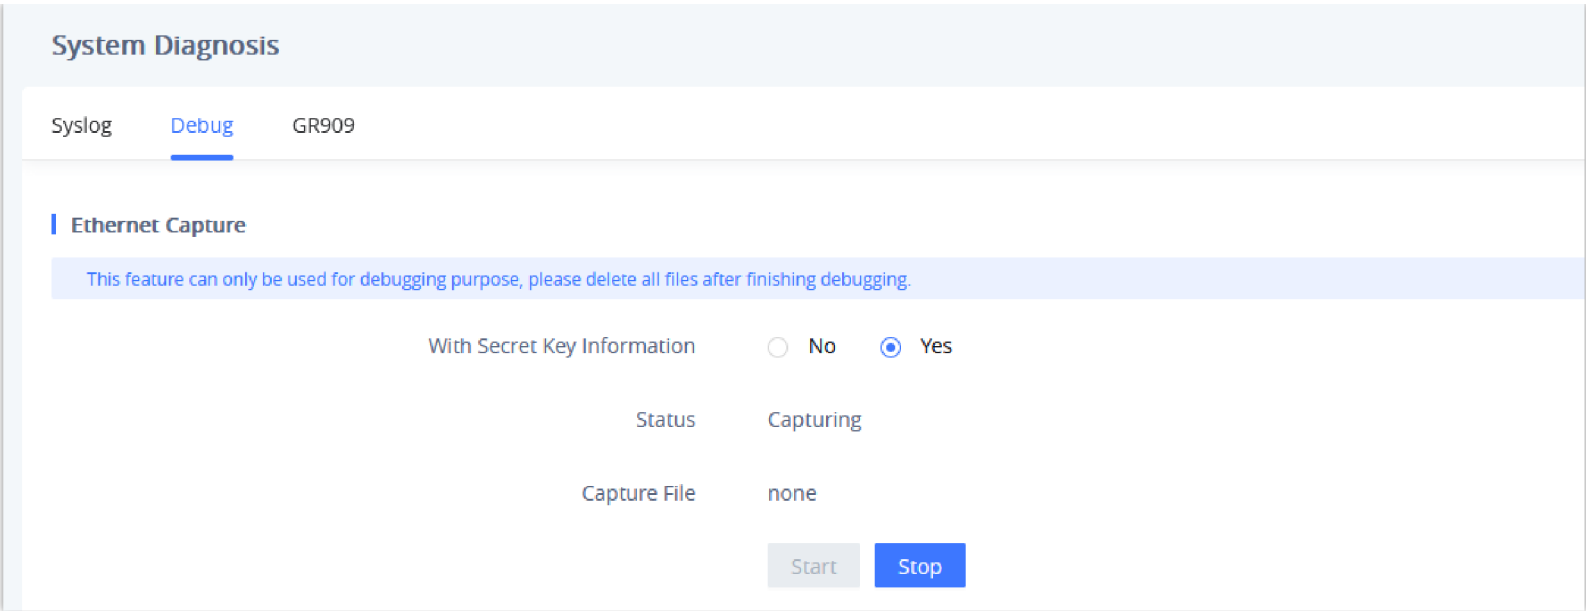 System Diagnosis
Syslog Debug GR909
Ethernet Capture
This feature can only be used for debugging purpose, please delete all files after finishing debugging.
With Secret Key Information No Yes
Status Capturing
Capture File none
Start Stop